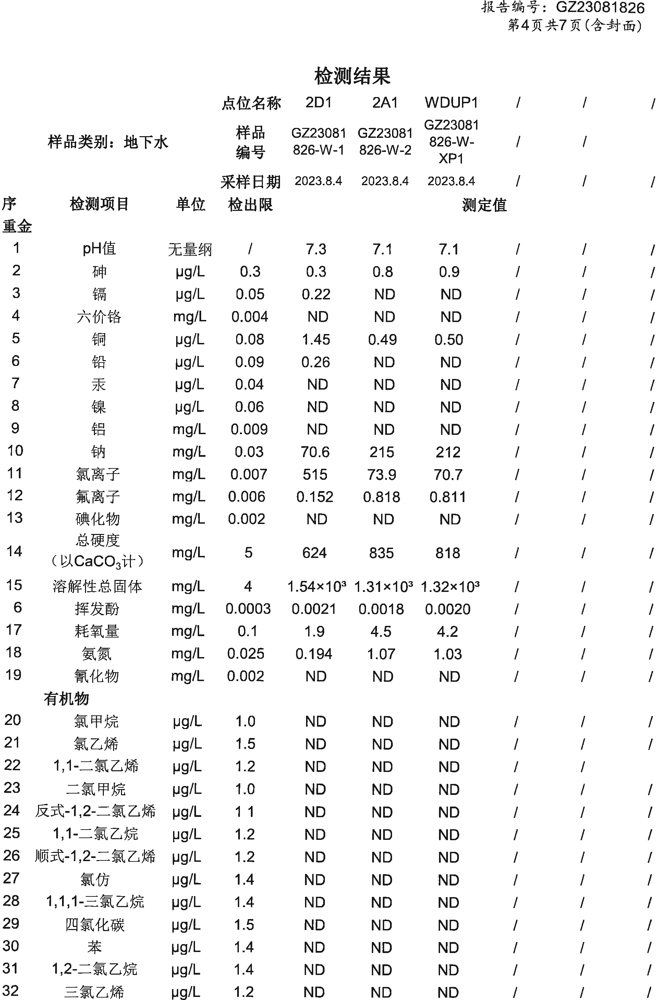 报告编号：GZ23081826
第4页共7页(含封面)
检测结果
点位名称 2D1 2A1 WDUP1 / / /
样品类别：地下水 样品编号 GZ23081826-W-1 GZ23081826-W-2 GZ23081826-W-XP1 / /
采样日期 2023.8.4 2023.8.4 2023.8.4 / / /
序 检测项目 单位 检出限 测定值
重金
1 pH值 无量纲 / 7.3 7.1 7.1 / / /
2 砷 µg/L 0.3 0.3 0.8 0.9 / / /
3 镉 µg/L 0.05 0.22 ND ND / / /
4 六价铬 mg/L 0.004 ND ND ND / / /
5 铜 µg/L 0.08 1.45 0.49 0.50 / / /
6 铅 µg/L 0.09 0.26 ND ND / / /
7 汞 µg/L 0.04 ND ND ND / / /
8 镍 µg/L 0.06 ND ND ND / / /
9 铝 mg/L 0.009 ND ND ND / / /
10 钠 mg/L 0.03 70.6 215 212 / / /
11 氯离子 mg/L 0.007 515 73.9 70.7 / / /
12 氟离子 mg/L 0.006 0.152 0.818 0.811 / / /
13 碘化物 mg/L 0.002 ND ND ND / / /
14 总硬度（以CaCO₃计） mg/L 5 624 835 818 / / /
15 溶解性总固体 mg/L 4 1.54×10³ 1.31×10³ 1.32×10³ / / /
6 挥发酚 mg/L 0.0003 0.0021 0.0018 0.0020 / / /
17 耗氧量 mg/L 0.1 1.9 4.5 4.2 / / /
18 氨氮 mg/L 0.025 0.194 1.07 1.03 / / /
19 氰化物 mg/L 0.002 ND ND ND / / /
有机物
20 氯甲烷 µg/L 1.0 ND ND ND / / /
21 氯乙烯 µg/L 1.5 ND ND ND / / /
22 1,1-二氯乙烯 µg/L 1.2 ND ND ND / /
23 二氯甲烷 µg/L 1.0 ND ND ND / / /
24 反式-1,2-二氯乙烯 µg/L 1 1 ND ND ND / / /
25 1,1-二氯乙烷 µg/L 1.2 ND ND ND / / /
26 顺式-1,2-二氯乙烯 µg/L 1.2 ND ND ND / / /
27 氯仿 µg/L 1.4 ND ND ND / / /
28 1,1,1-三氯乙烷 µg/L 1.4 ND ND ND / / /
29 四氯化碳 µg/L 1.5 ND ND ND / / /
30 苯 µg/L 1.4 ND ND ND / / /
31 1,2-二氯乙烷 µg/L 1.4 ND ND ND / / /
32 三氯乙烯 µg/L 1.2 ND ND ND / / /